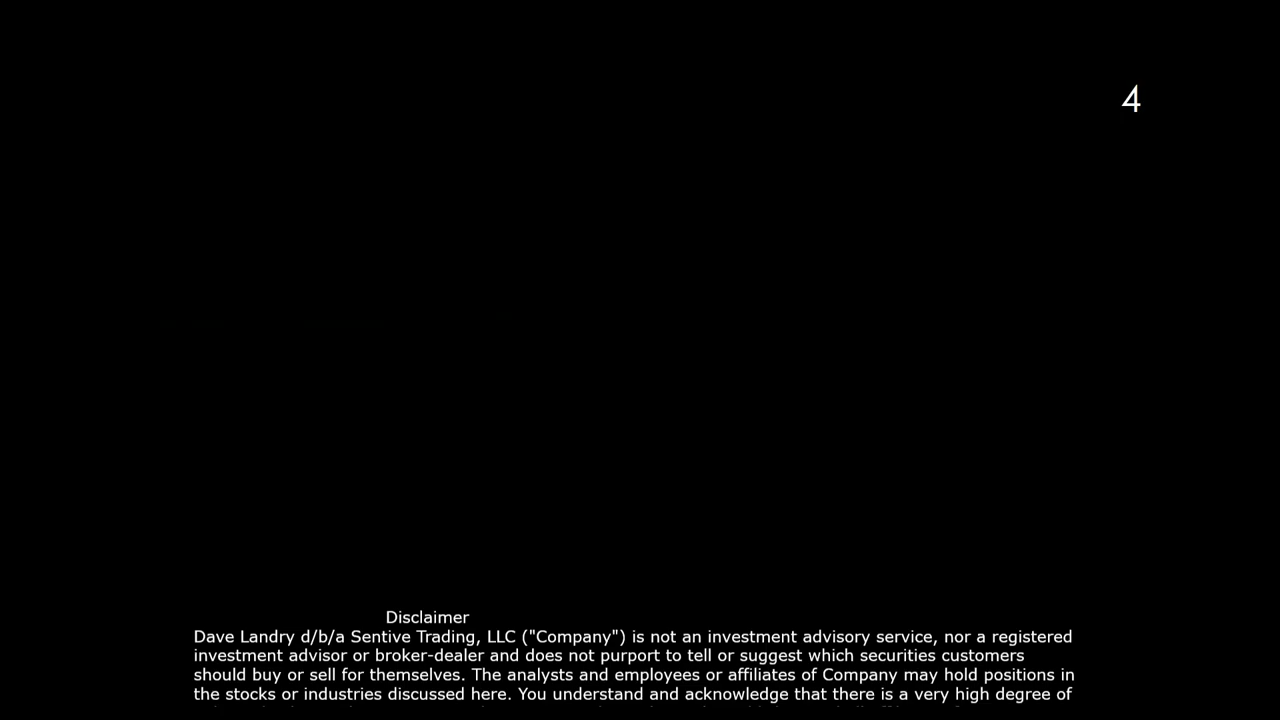 4
Disclaimer
Dave Landry d/b/a Sentive Trading, LLC ("Company") is not an investment advisory service, nor a registered
investment advisor or broker-dealer and does not purport to tell or suggest which securities customers
should buy or sell for themselves. The analysts and employees or affiliates of Company may hold positions in
the stocks or industries discussed here. You understand and acknowledge that there is a very high degree of